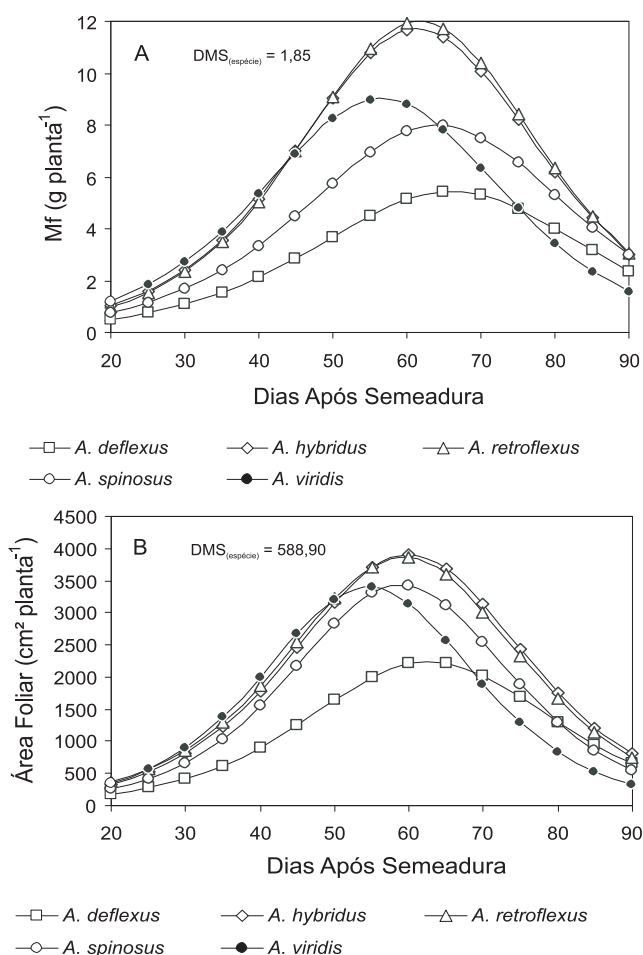 12
10
8
6
4
2
0
Mf (g planta-1)
A
DMS(espécie) = 1,85
20 30 40 50 60 70 80 90
Dias Após Semeadura
A. deflexus A. hybridus A. retroflexus
A. spinosus A. viridis
4500
4000
3500
3000
2500
2000
1500
1000
500
0
Área Foliar (cm² planta-1)
B
DMS(espécie) = 588,90
20 30 40 50 60 70 80 90
Dias Após Semeadura
A. deflexus A. hybridus A. retroflexus
A. spinosus A. viridis